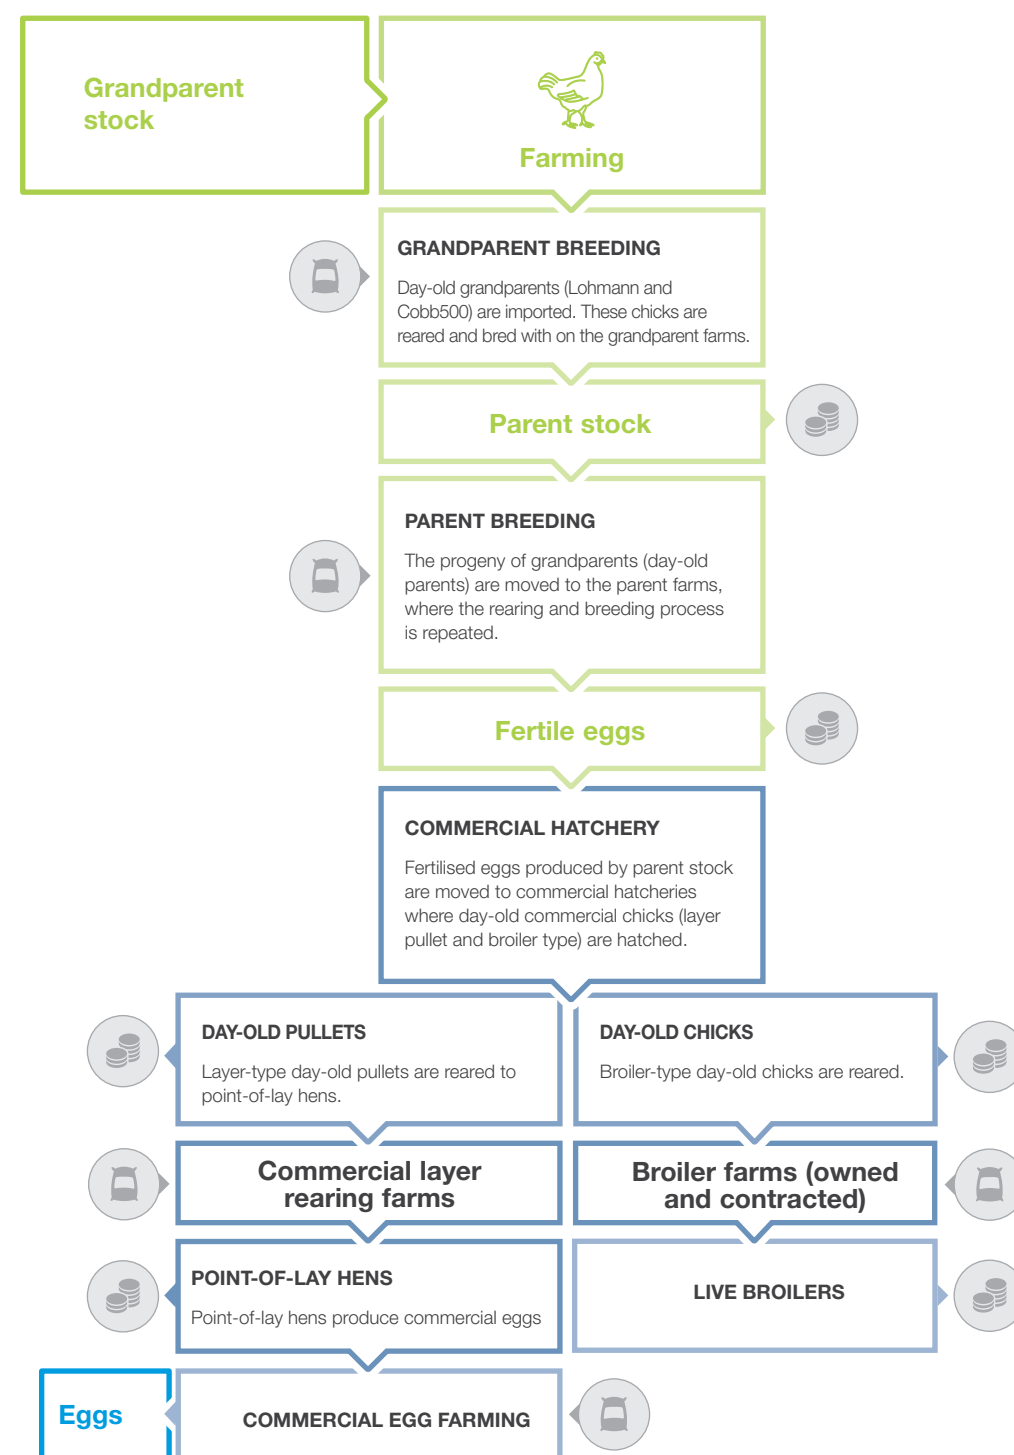 Grandparent
stock
Farming
GRANDPARENT BREEDING
Day-old grandparents (Lohmann and
Cobb500) are imported. These chicks are
reared and bred with on the grandparent farms.
Parent stock
PARENT BREEDING
The progeny of grandparents (day-old
parents) are moved to the parent farms,
where the rearing and breeding process
is repeated.
Fertile eggs
COMMERCIAL HATCHERY
Fertilised eggs produced by parent stock
are moved to commercial hatcheries
where day-old commercial chicks (layer
pullet and broiler type) are hatched.
DAY-OLD PULLETS
Layer-type day-old pullets are reared to
point-of-lay hens.
DAY-OLD CHICKS
Broiler-type day-old chicks are reared.
Commercial layer
rearing farms
Broiler farms (owned
and contracted)
POINT-OF-LAY HENS
Point-of-lay hens produce commercial eggs
LIVE BROILERS
Eggs
COMMERCIAL EGG FARMING